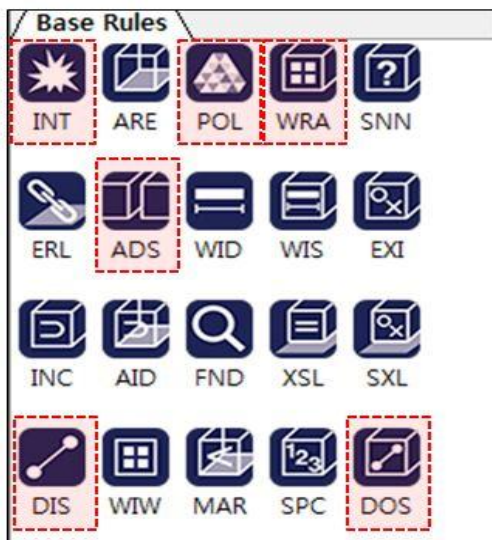 Base Rules
INT ARE POL WRA SNN
?
ERL ADS WID WIS EXI
INC AID FND XSL SXL
123
DIS WIW MAR SPC DOS